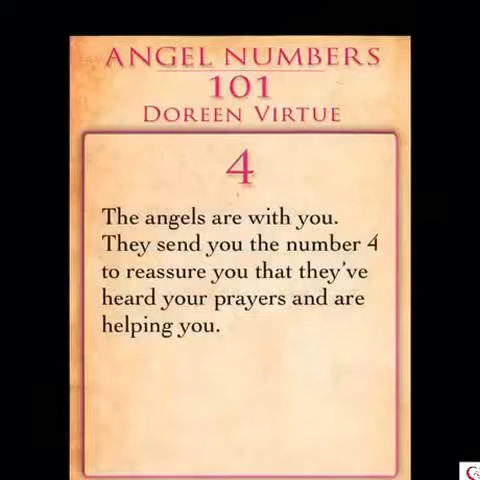 ANGEL NUMBERS
101
DOREEN VIRTUE
4
The angels are with you.
They send you the number 4
to reassure you that they've
heard your prayers and are
helping you.